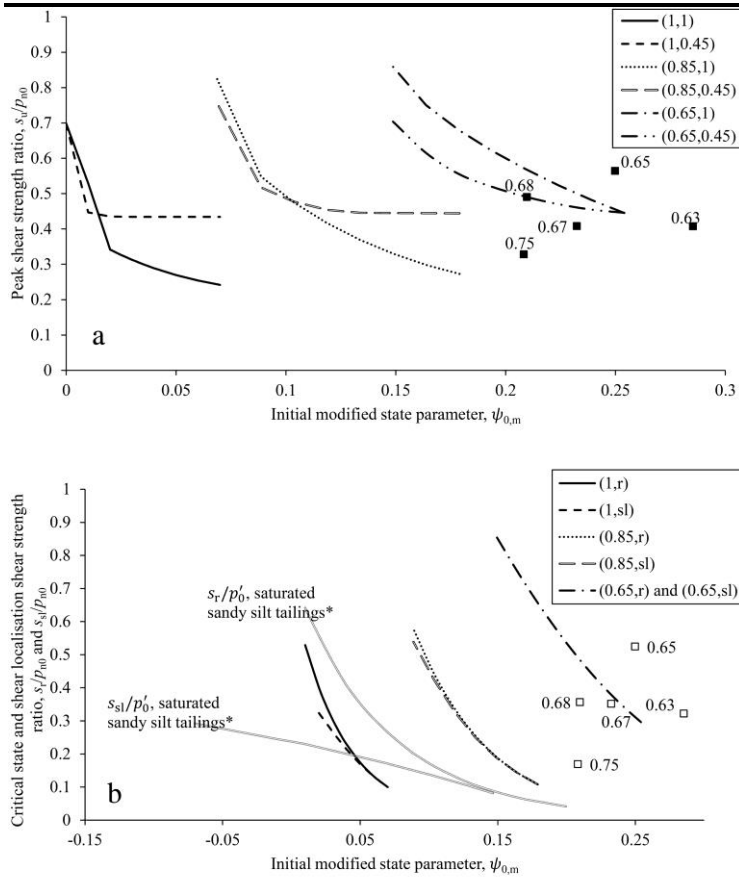 Peak shear strength ratio, su/pn0
1
0.9
0.8
0.7
0.6
0.5
0.4
0.3
0.2
0.1
0
(1,1)
(1,0.45)
(0.85,1)
(0.85,0.45)
(0.65,1)
(0.65,0.45)
0.65
0.68
0.67
0.63
0.75
a
0 0.05 0.1 0.15 0.2 0.25 0.3
Initial modified state parameter, ψ0,m
Critical state and shear localisation shear strength
ratio, sr/pn0 and ssl/pn0
1
0.9
0.8
0.7
0.6
0.5
0.4
0.3
0.2
0.1
0
(1,r)
(1,sl)
(0.85,r)
(0.85,sl)
(0.65,r) and (0.65,sl)
sr/p′0, saturated
sandy silt tailings*
ssl/p′0, saturated
sandy silt tailings*
0.65
0.68
0.67
0.63
0.75
b
-0.15 -0.05 0.05 0.15 0.25
Initial modified state parameter, ψ0,m